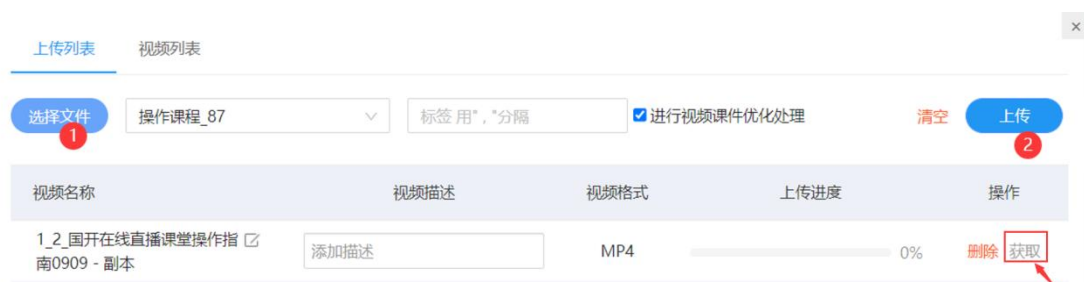 ×
上传列表 视频列表
选择文件 操作课程_87 标签 用","分隔 进行视频课件优化处理 清空 上传
1 2
视频名称 视频描述 视频格式 上传进度 操作
1_2_国开在线直播课堂操作指
南0909 - 副本
添加描述 MP4 0% 删除 获取